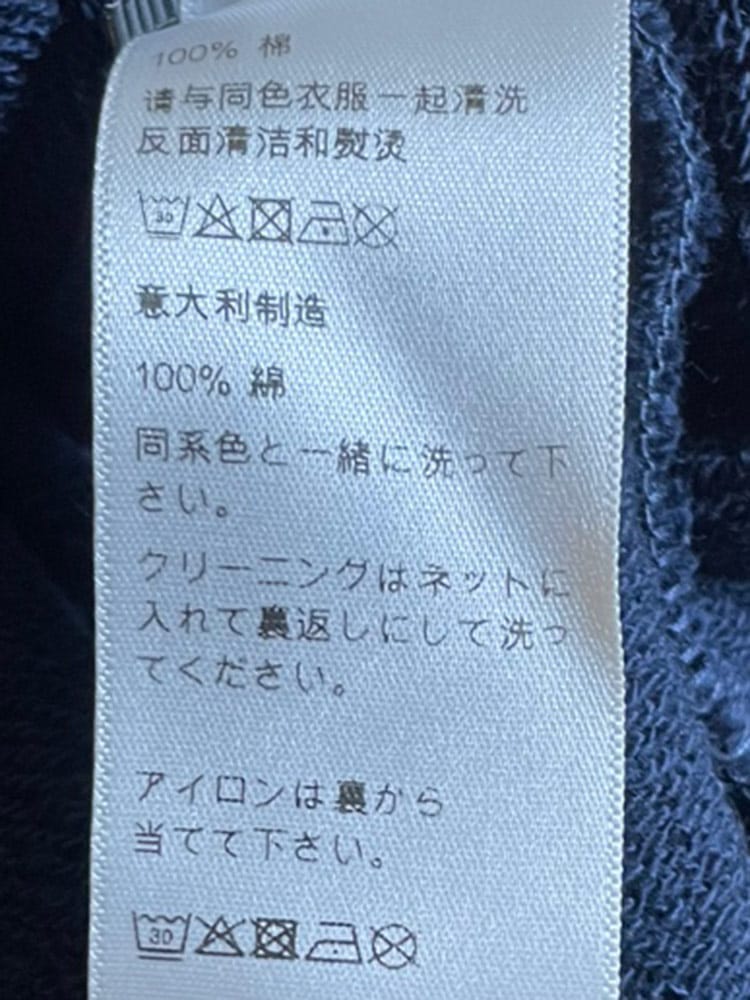 100% 棉
请与同色衣服一起清洗
反面清洁和熨烫
30
意大利制造
100% 綿
同系色と一緒に洗って下
さい。
クリーニングはネットに
入れて裏返しにして洗っ
てください。
アイロンは裏から
当てて下さい。
30